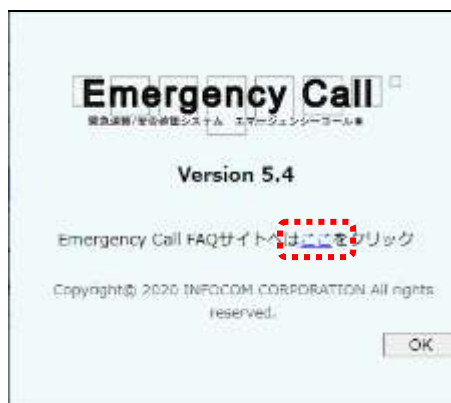 Emergency Call
緊急連絡/安否確認システム エマージェンシーコール®
Version 5.4
Emergency Call FAQサイトへはここをクリック
Copyright© 2020 INFOCOM CORPORATION All rights
reserved.
OK